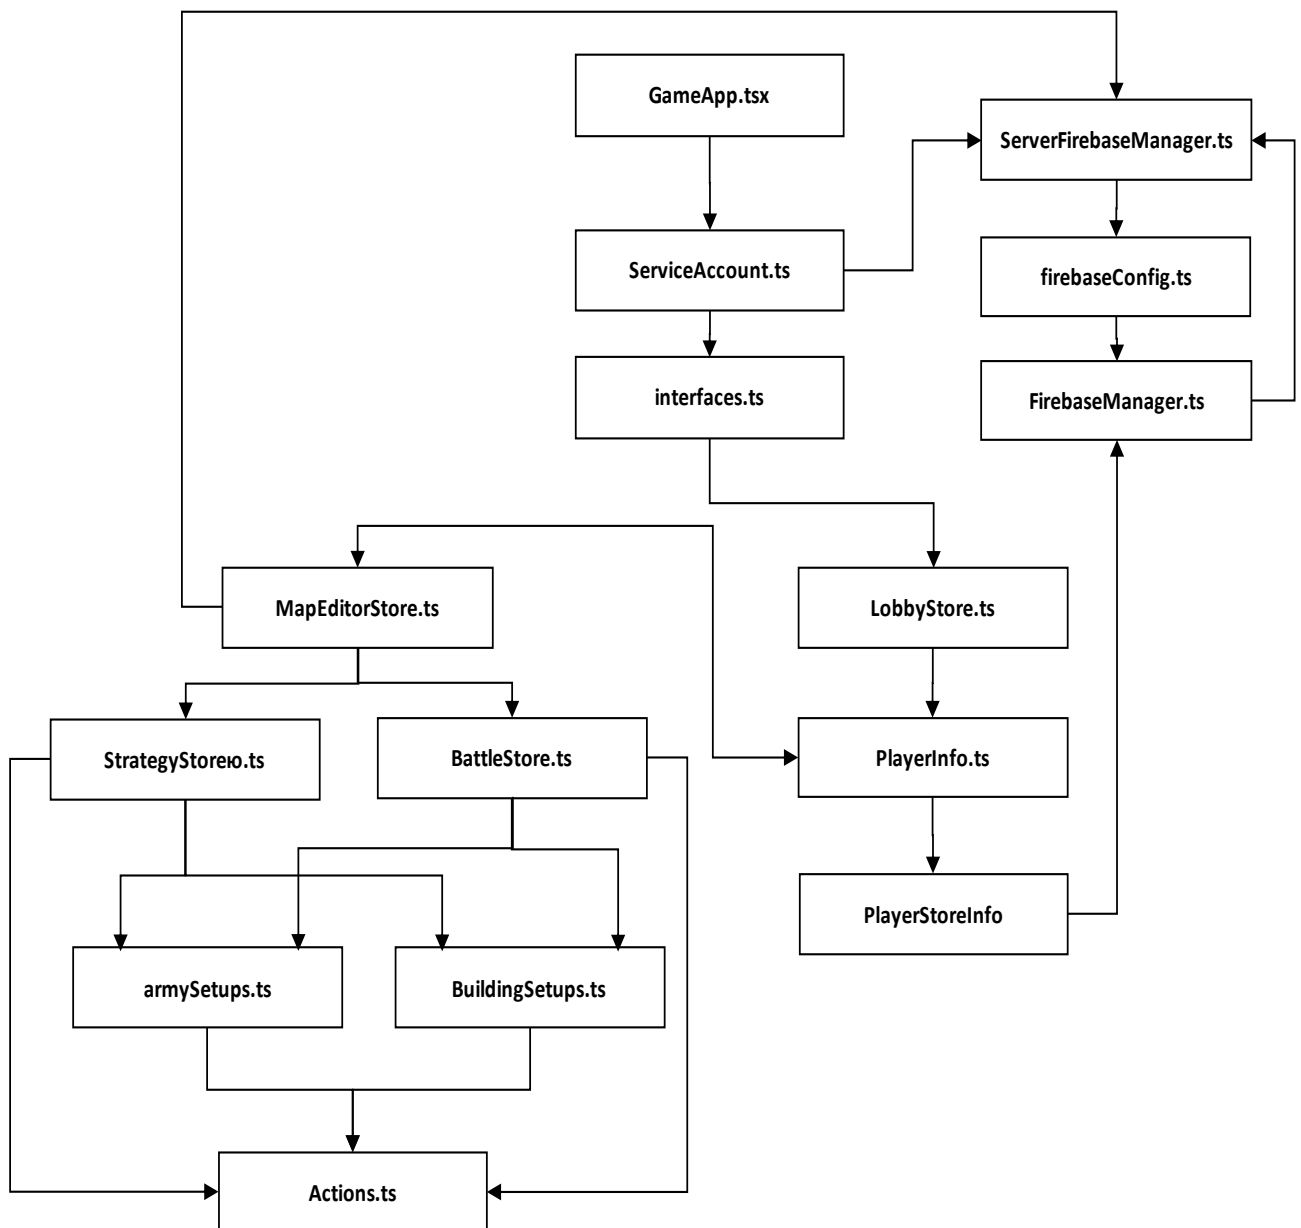 GameApp.tsx
ServerFirebaseManager.ts
ServiceAccount.ts
firebaseConfig.ts
interfaces.ts
FirebaseManager.ts
MapEditorStore.ts
LobbyStore.ts
StrategyStoreю.ts
BattleStore.ts
PlayerInfo.ts
PlayerStoreInfo
armySetups.ts
BuildingSetups.ts
Actions.ts